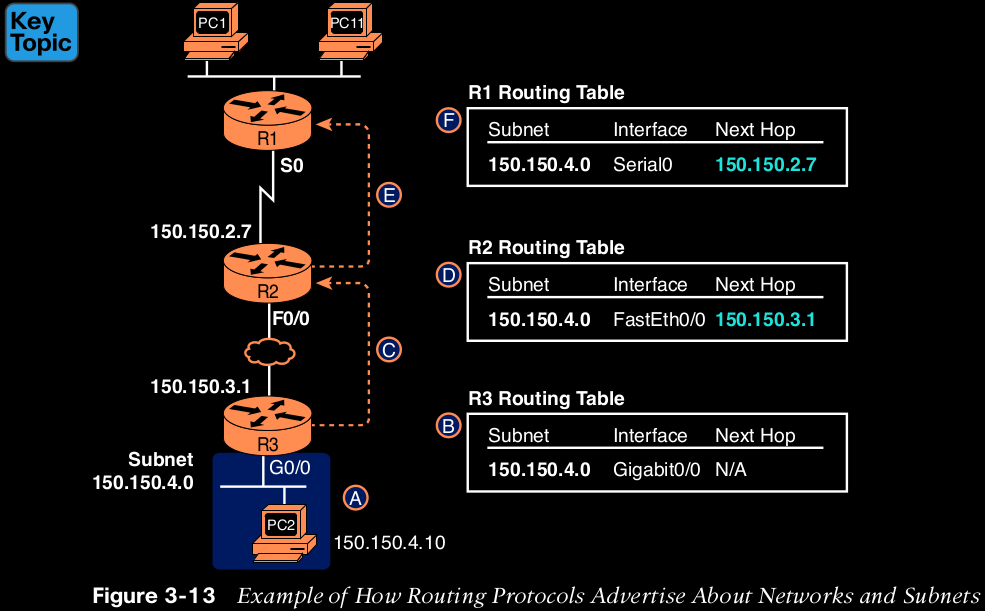 Key
Topic
PC1
PC11
R1
S0
E
150.150.2.7
R2
F0/0
C
150.150.3.1
R3
Subnet
150.150.4.0
G0/0
A
PC2
150.150.4.10
R1 Routing Table
F
Subnet Interface Next Hop
150.150.4.0 Serial0 150.150.2.7
R2 Routing Table
D
Subnet Interface Next Hop
150.150.4.0 FastEth0/0 150.150.3.1
R3 Routing Table
B
Subnet Interface Next Hop
150.150.4.0 Gigabit0/0 N/A
Figure 3-13 Example of How Routing Protocols Advertise About Networks and Subnets